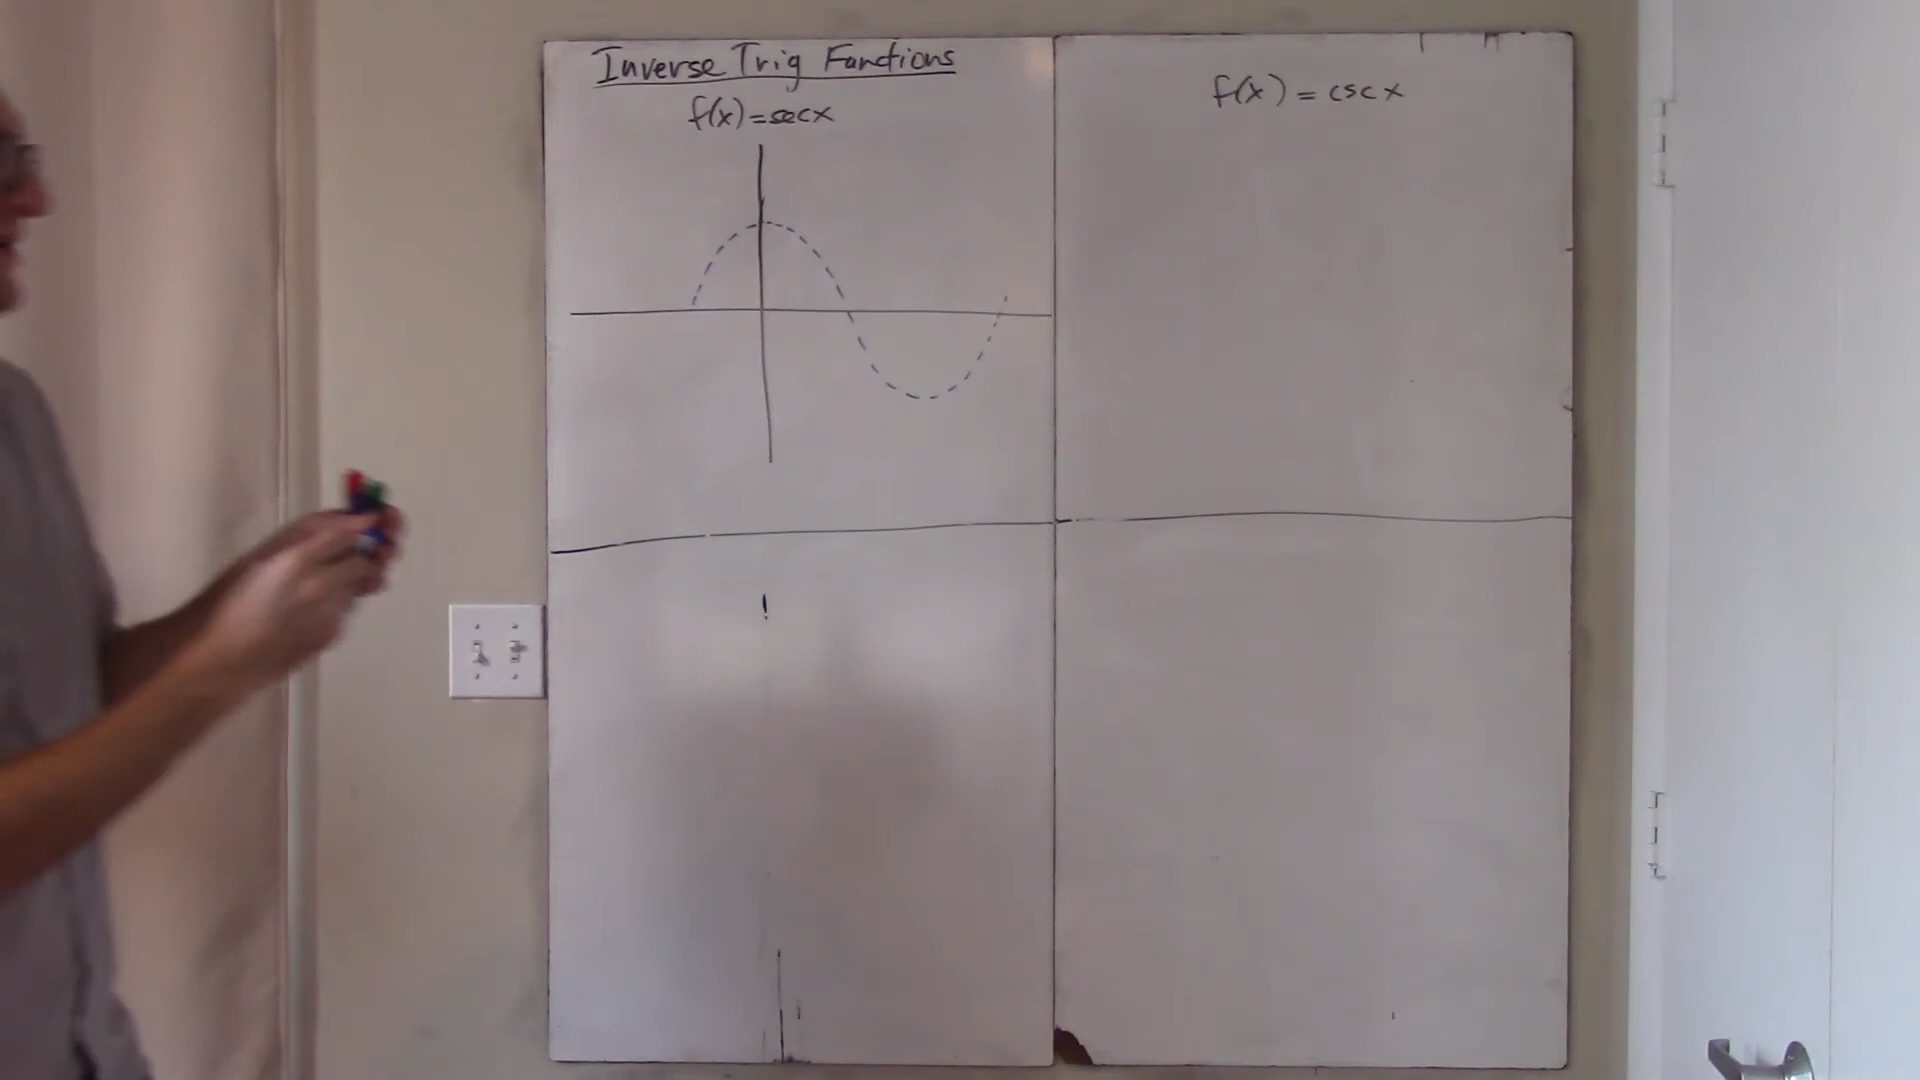 Inverse Trig Functions
f(x)=secx
f(x) = cscx